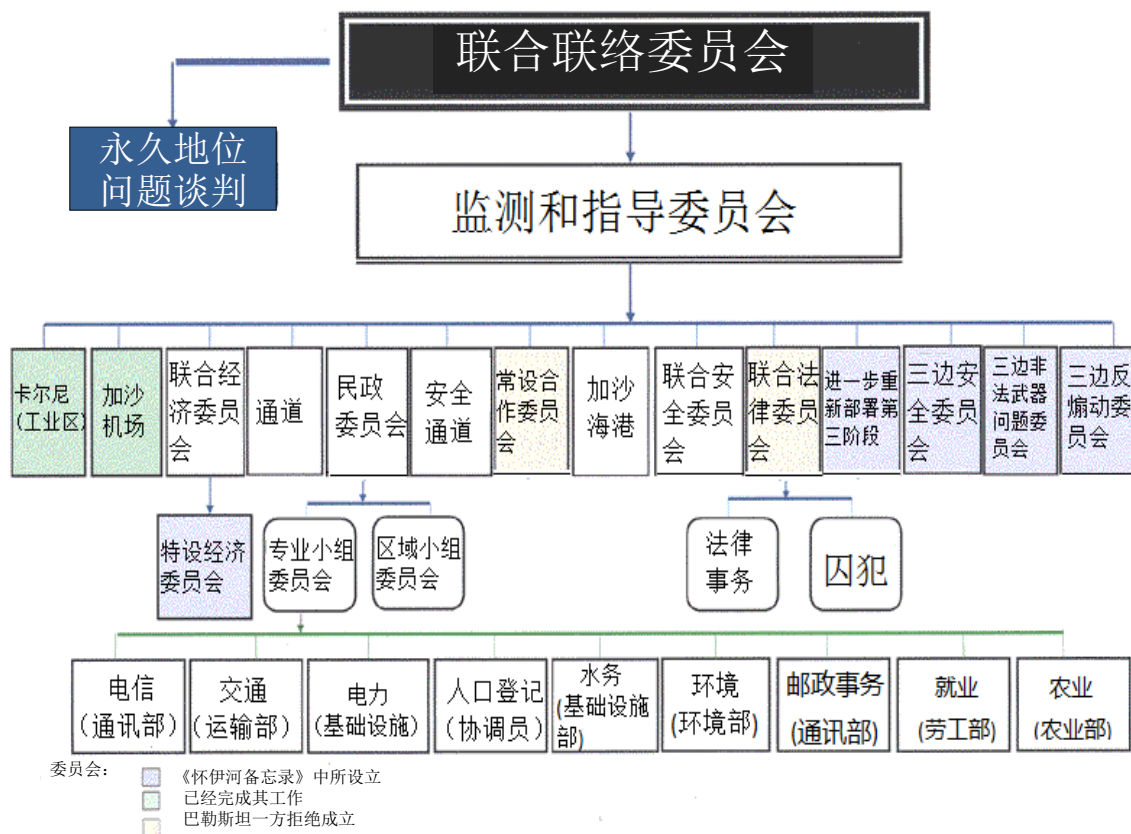 联合联络委员会
永久地位
问题谈判
监测和指导委员会
卡尔尼
(工业区)
加沙
机场
联合经
济委员
会
通道
民政
委员会
安全
通道
常设合
作委员
会
加沙
海港
联合安
全委员
会
联合法
律委员
会
进一步重
新部署第
三阶段
三边安
全委员
会
三边非
法武器
问题委
员会
三边反
煽动委
员会
特设经济
委员会
专业小组
委员会
区域小组
委员会
法律
事务
囚犯
电信
(通讯部)
交通
(运输部)
电力
(基础设施)
人口登记
(协调员)
水务
(基础设施
部)
环境
(环境部)
邮政事务
(通讯部)
就业
(劳工部)
农业
(农业部)
委员会：
《怀伊河备忘录》中所设立
已经完成其工作
巴勒斯坦一方拒绝成立